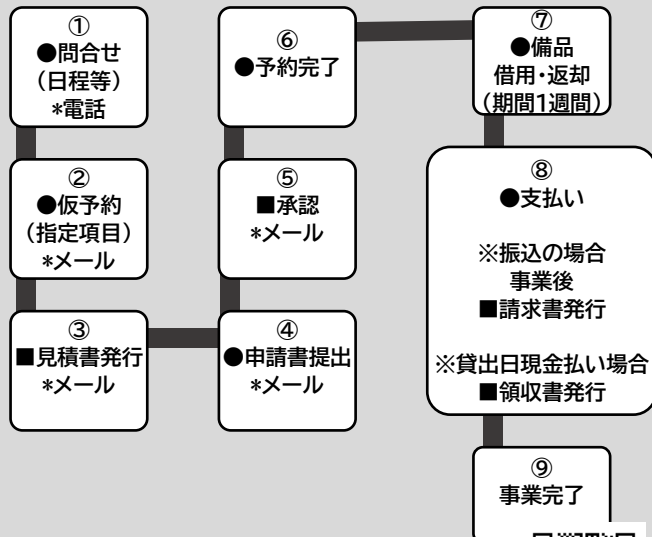 ①
●問合せ
（日程等）
*電話
②
●仮予約
（指定項目）
*メール
③
■見積書発行
*メール
④
●申請書提出
*メール
⑤
■承認
*メール
⑥
●予約完了
⑦
●備品
借用・返却
（期間1週間）
⑧
●支払い
※振込の場合
事業後
■請求書発行
※貸出日現金払い場合
■領収書発行
⑨
事業完了